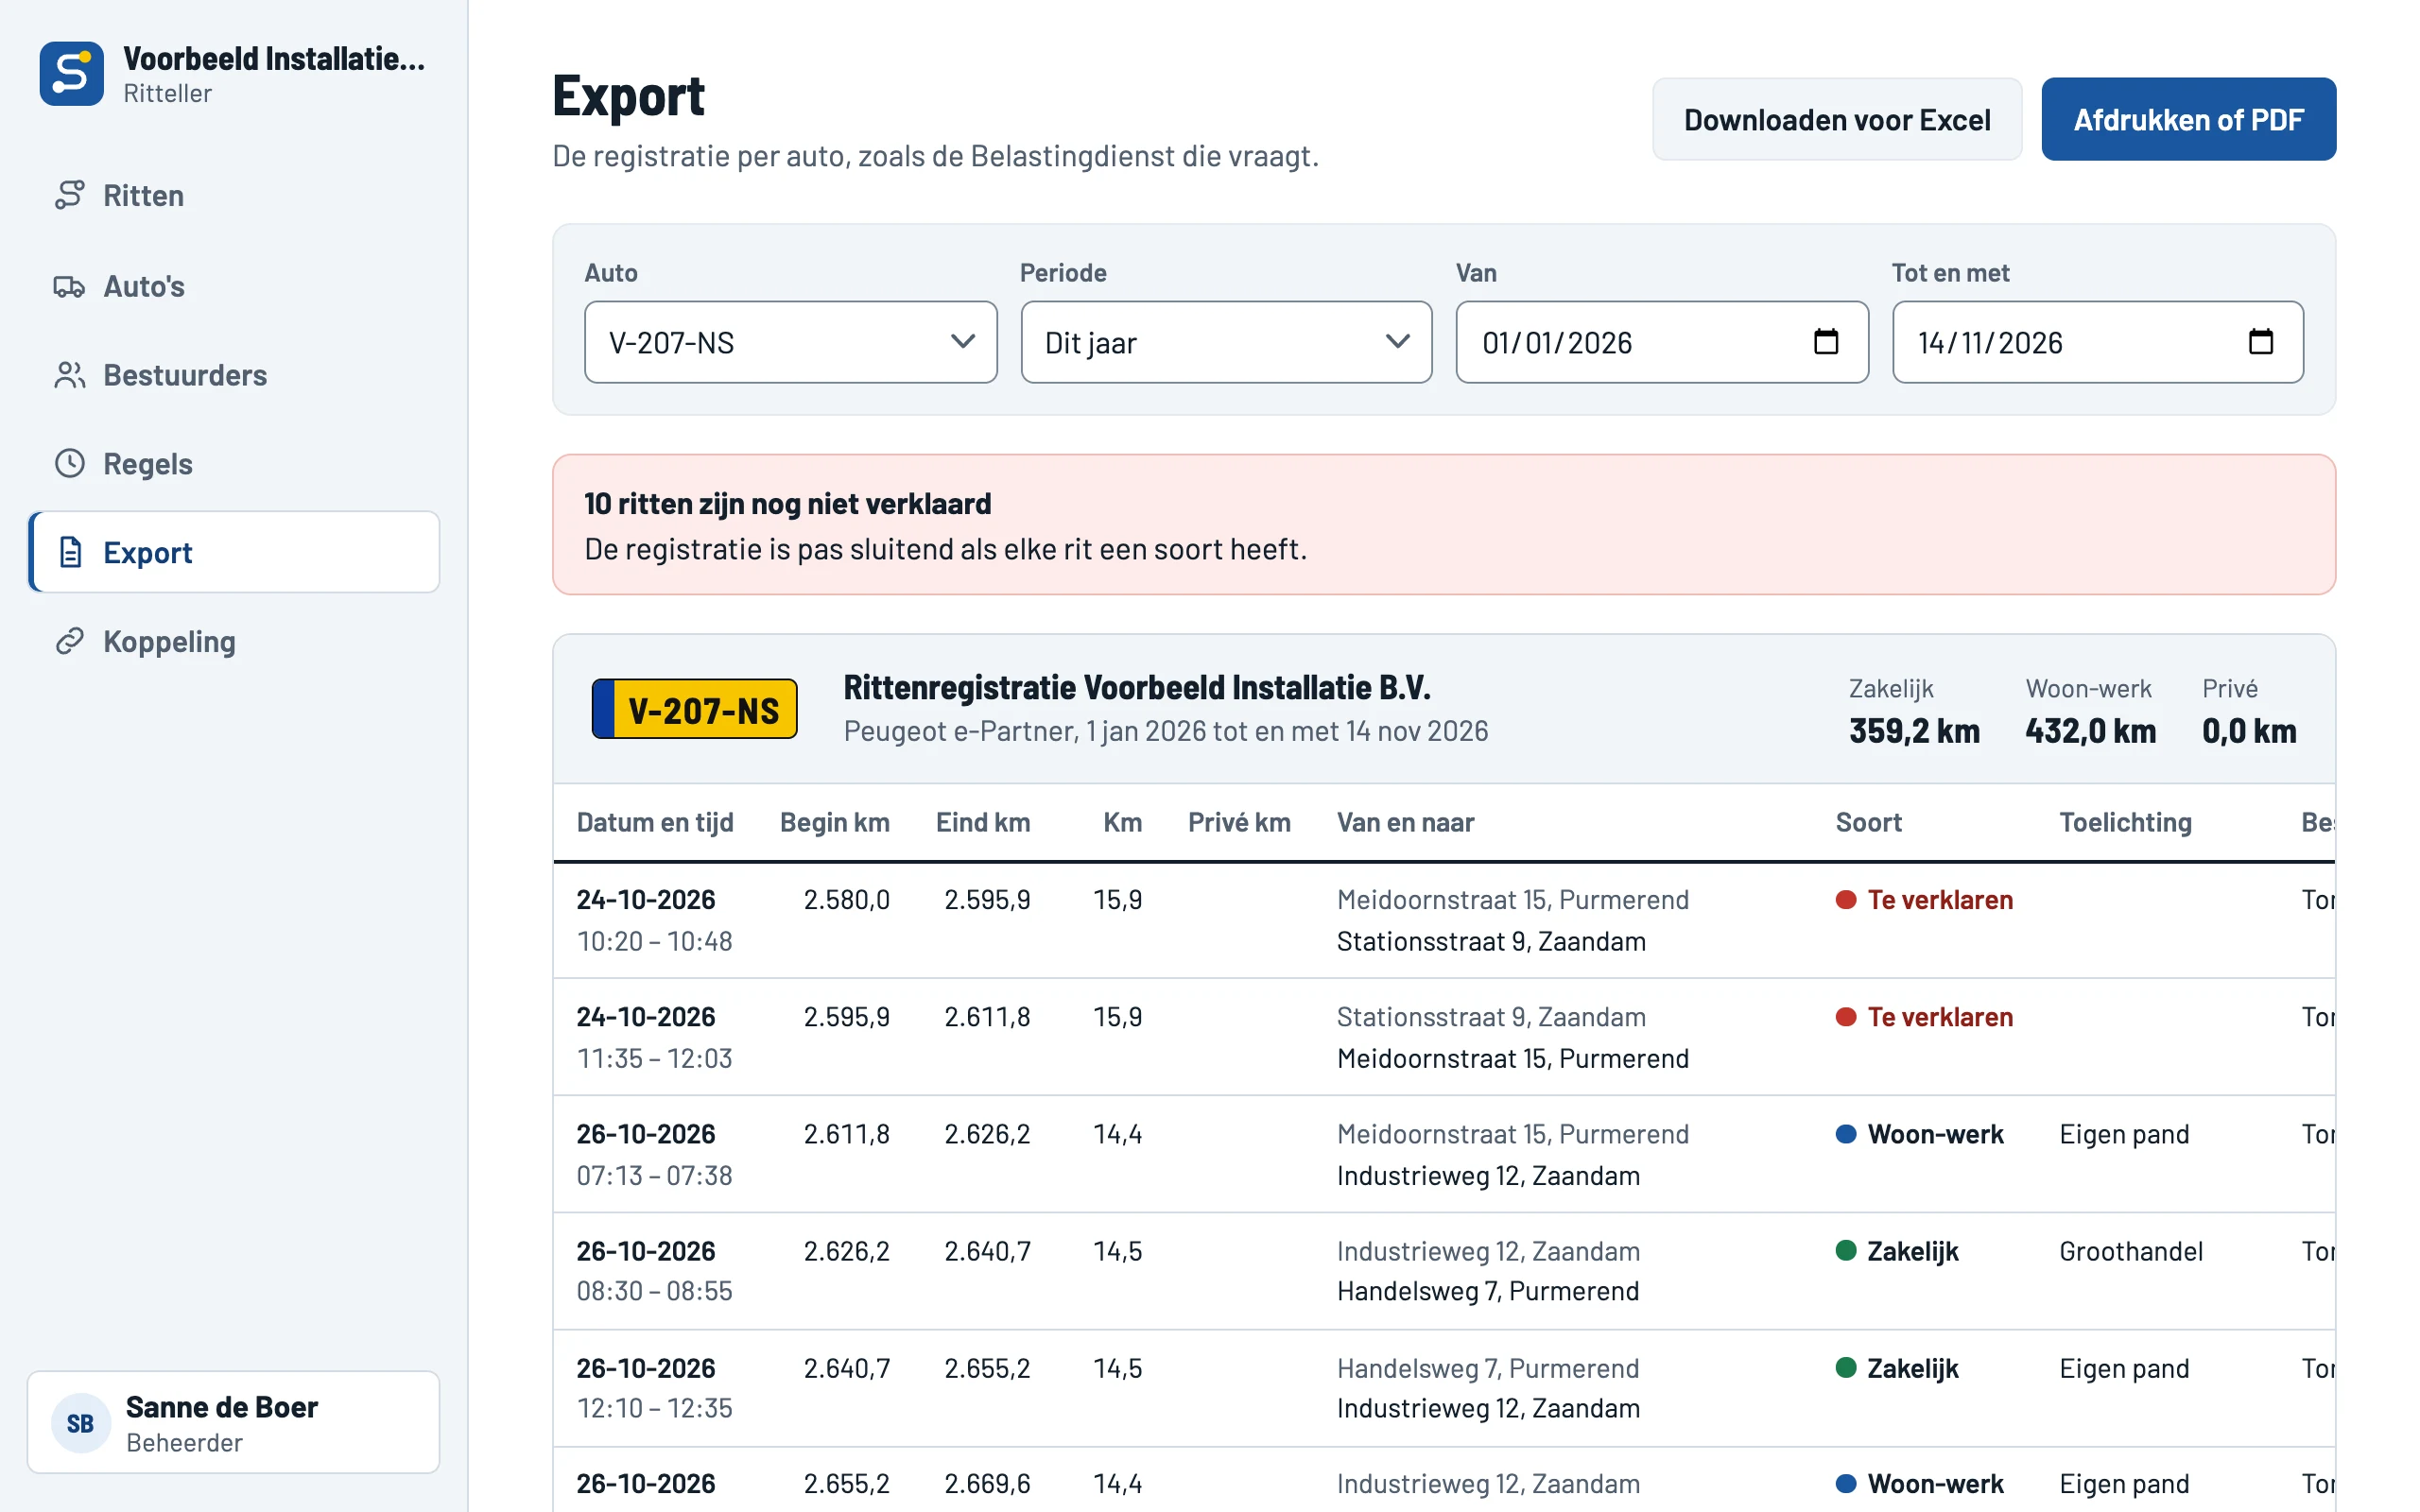 Voorbeeld Installatie...
Ritteller
Ritten
Auto's
Bestuurders
Regels
Export
Koppeling
SB
Sanne de Boer
Beheerder
Export
De registratie per auto, zoals de Belastingdienst die vraagt.
Downloaden voor Excel
Afdrukken of PDF
Auto
Periode
Van
Tot en met
V-207-NS
Dit jaar
01/01/2026
14/11/2026
10 ritten zijn nog niet verklaard
De registratie is pas sluitend als elke rit een soort heeft.
V-207-NS
Rittenregistratie Voorbeeld Installatie B.V.
Peugeot e-Partner, 1 jan 2026 tot en met 14 nov 2026
Zakelijk Woon-werk Privé
359,2 km 432,0 km 0,0 km
Datum en tijd Begin km Eind km Km Privé km Van en naar Soort Toelichting
24-10-2026 2.580,0 2.595,9 15,9 Meidoornstraat 15, Purmerend Te verklaren
10:20 – 10:48 Stationsstraat 9, Zaandam
24-10-2026 2.595,9 2.611,8 15,9 Stationsstraat 9, Zaandam Te verklaren
11:35 – 12:03 Meidoornstraat 15, Purmerend
26-10-2026 2.611,8 2.626,2 14,4 Meidoornstraat 15, Purmerend Woon-werk Eigen pand
07:13 – 07:38 Industrieweg 12, Zaandam
26-10-2026 2.626,2 2.640,7 14,5 Industrieweg 12, Zaandam Zakelijk Groothandel
08:30 – 08:55 Handelsweg 7, Purmerend
26-10-2026 2.640,7 2.655,2 14,5 Handelsweg 7, Purmerend Zakelijk Eigen pand
12:10 – 12:35 Industrieweg 12, Zaandam
26-10-2026 2.655,2 2.669,6 14,4 Industrieweg 12, Zaandam Woon-werk Eigen pand